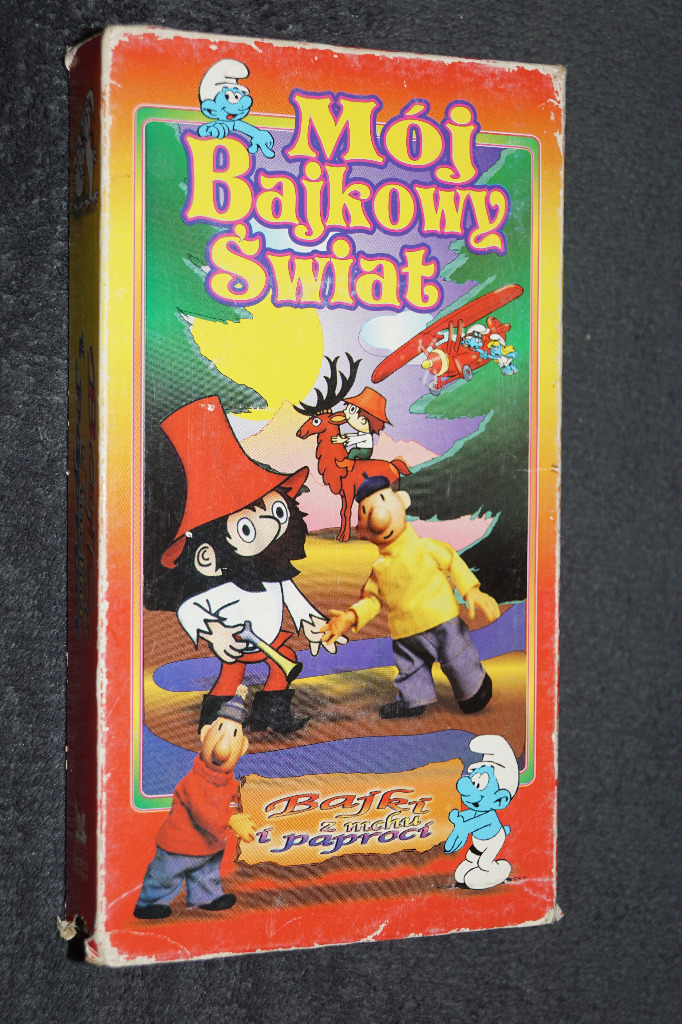 Mój
Bajkowy
Świat
Bajki
z mchu
i paproci